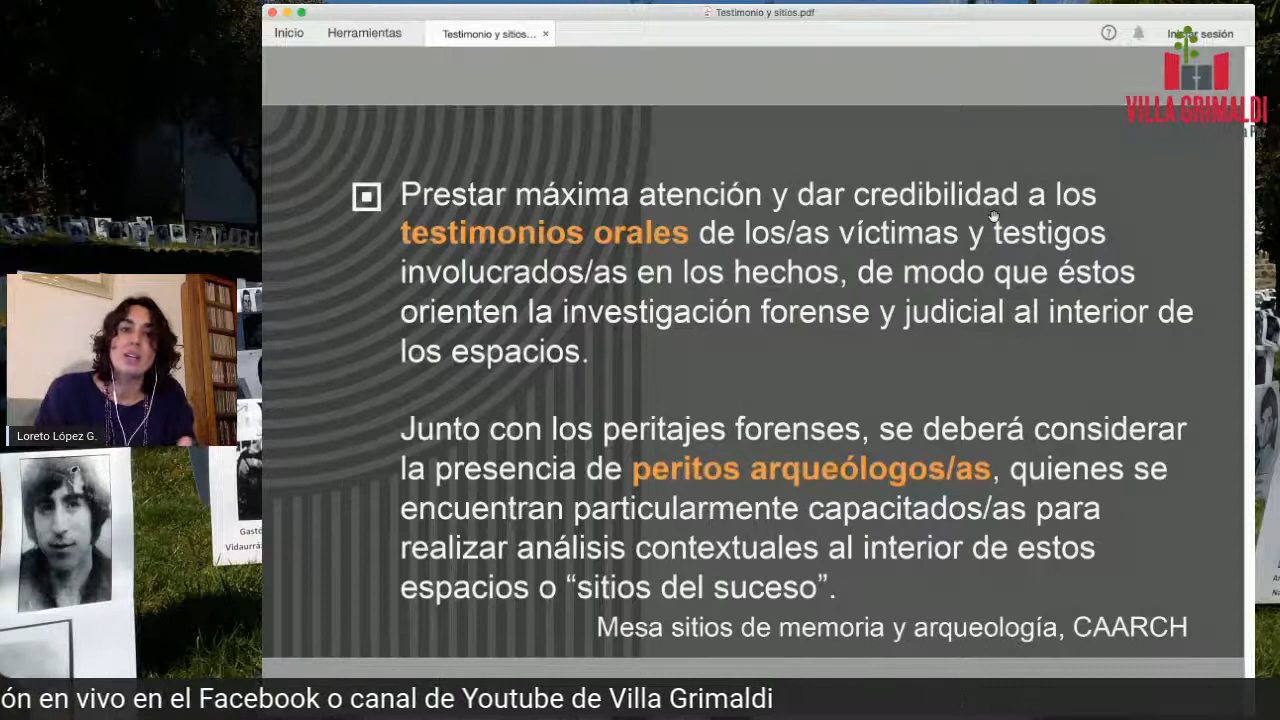 Testimonio y sitios.pdf
Inicio
Herramientas
Testimonio y sitios...
VILLA GRIMALDI
Prestar máxima atención y dar credibilidad a los
testimonios orales de los/as víctimas y testigos
involucrados/as en los hechos, de modo que éstos
orienten la investigación forense y judicial al interior de
los espacios.
Junto con los peritajes forenses, se deberá considerar
la presencia de peritos arqueólogos/as, quienes se
encuentran particularmente capacitados/as para
realizar análisis contextuales al interior de estos
espacios o “sitios del suceso”.
Mesa sitios de memoria y arqueología, CAARCH
Loreto López G.
ón en vivo en el Facebook o canal de Youtube de Villa Grimaldi